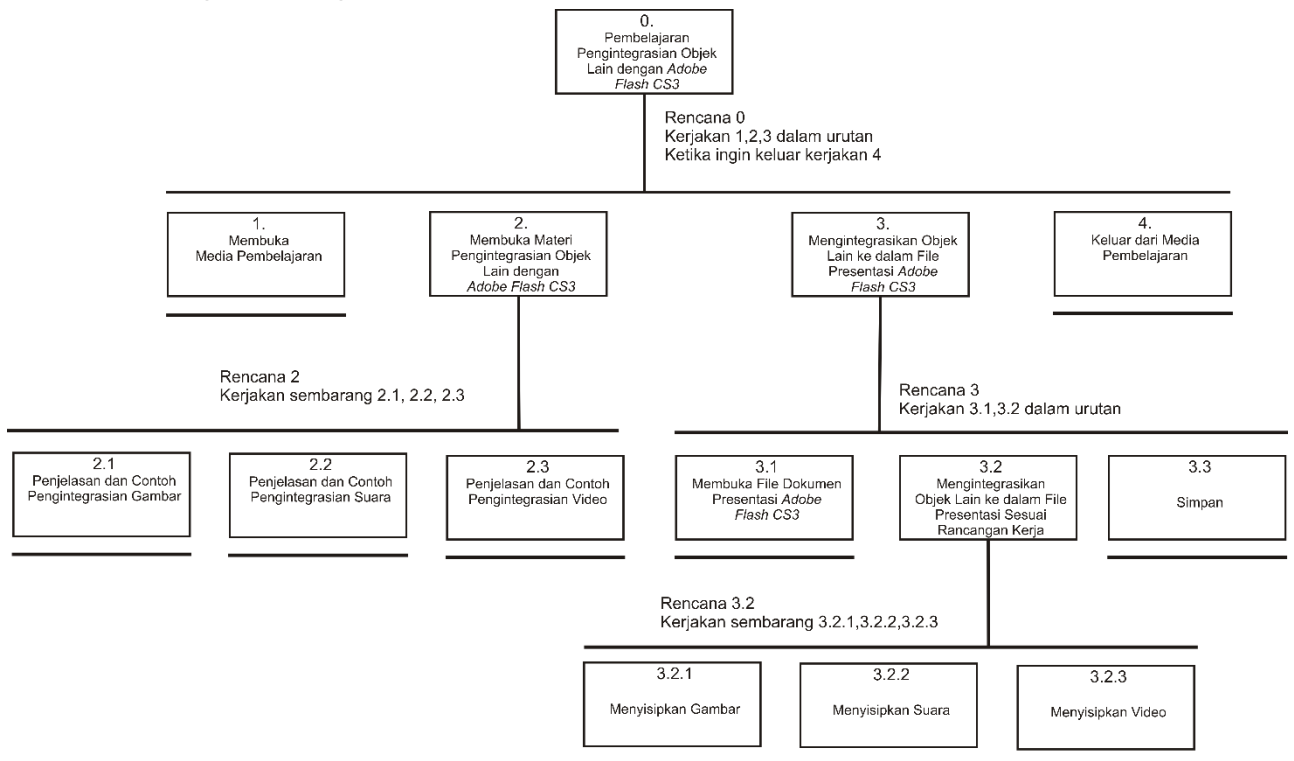 0.
Pembelajaran
Pengintegrasian Objek
Lain dengan Adobe
Flash CS3
Rencana 0
Kerjakan 1,2,3 dalam urutan
Ketika ingin keluar kerjakan 4
1.
Membuka
Media Pembelajaran
2.
Membuka Materi
Pengintegrasian Objek
Lain dengan
Adobe Flash CS3
3.
Mengintegrasikan Objek
Lain ke dalam File
Presentasi Adobe
Flash CS3
4.
Keluar dari Media
Pembelajaran
Rencana 2
Kerjakan sembarang 2.1, 2.2, 2.3
Rencana 3
Kerjakan 3.1,3.2 dalam urutan
2.1
Penjelasan dan Contoh
Pengintegrasian Gambar
2.2
Penjelasan dan Contoh
Pengintegrasian Suara
2.3
Penjelasan dan Contoh
Pengintegrasian Video
3.1
Membuka File Dokumen
Presentasi Adobe
Flash CS3
3.2
Mengintegrasikan
Objek Lain ke dalam File
Presentasi Sesuai
Rancangan Kerja
3.3
Simpan
Rencana 3.2
Kerjakan sembarang 3.2.1,3.2.2,3.2.3
3.2.1
Menyisipkan Gambar
3.2.2
Menyisipkan Suara
3.2.3
Menyisipkan Video